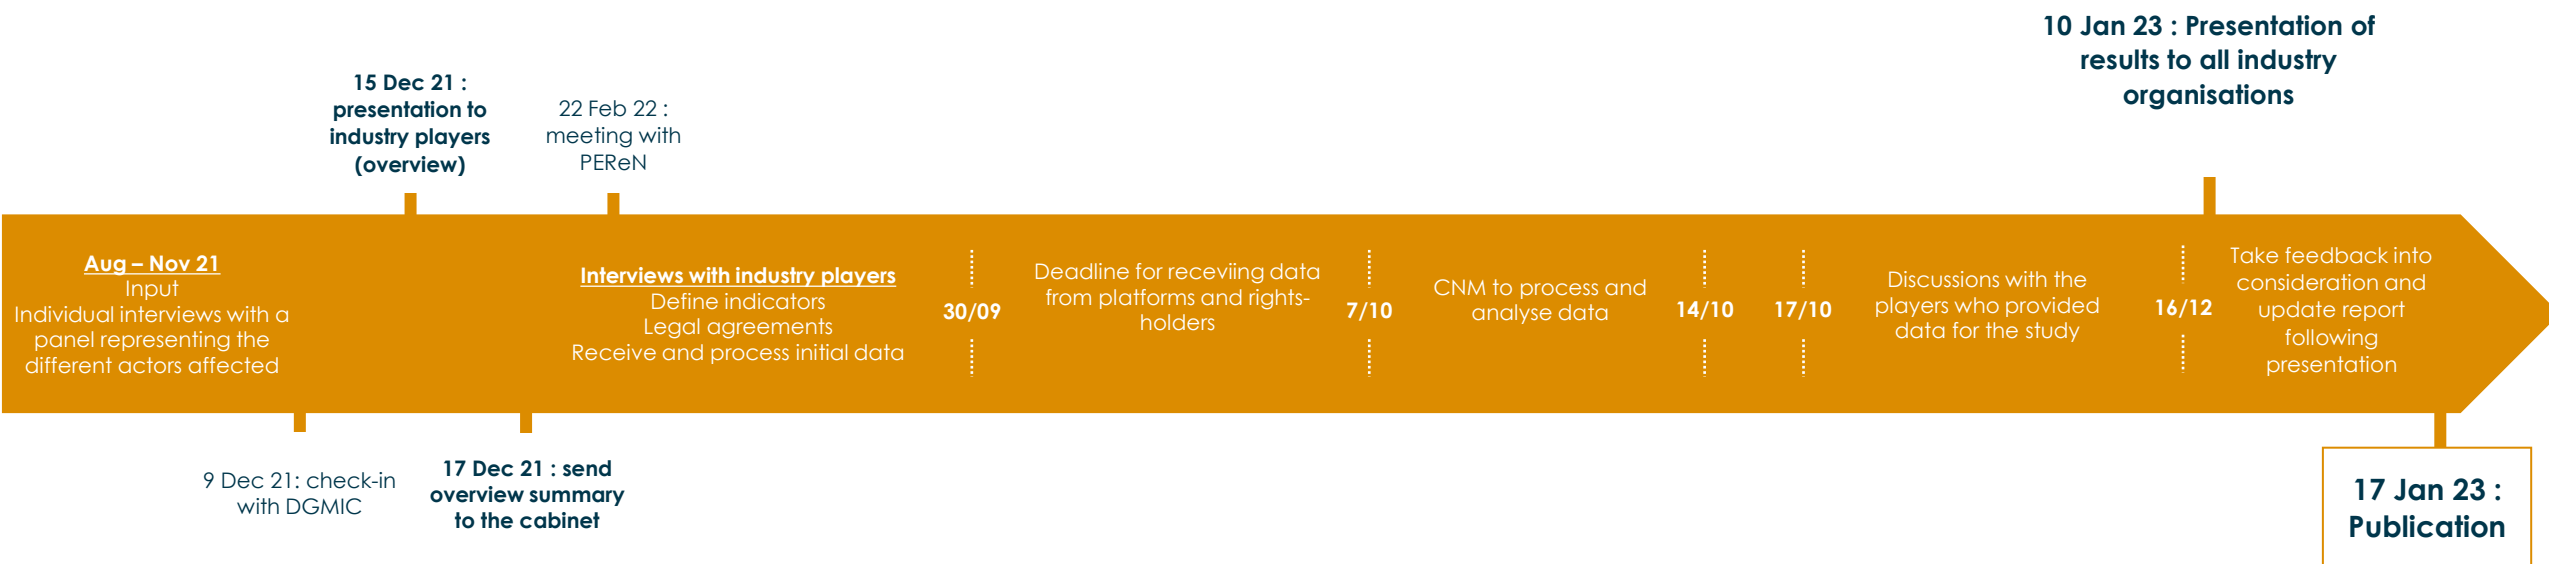 10 Jan 23 : Presentation of
results to all industry
organisations
15 Dec 21 :
presentation to
industry players
(overview)
22 Feb 22 :
meeting with
PEReN
Aug – Nov 21
Input
Individual interviews with a
panel representing the
different actors affected
Interviews with industry players
Define indicators
Legal agreements
Receive and process initial data
30/09
Deadline for receviing data
from platforms and rights-
holders
7/10
CNM to process and
analyse data
14/10
17/10
Discussions with the
players who provided
data for the study
16/12
Take feedback into
consideration and
update report
following
presentation
9 Dec 21: check-in
with DGMIC
17 Dec 21 : send
overview summary
to the cabinet
17 Jan 23 :
Publication